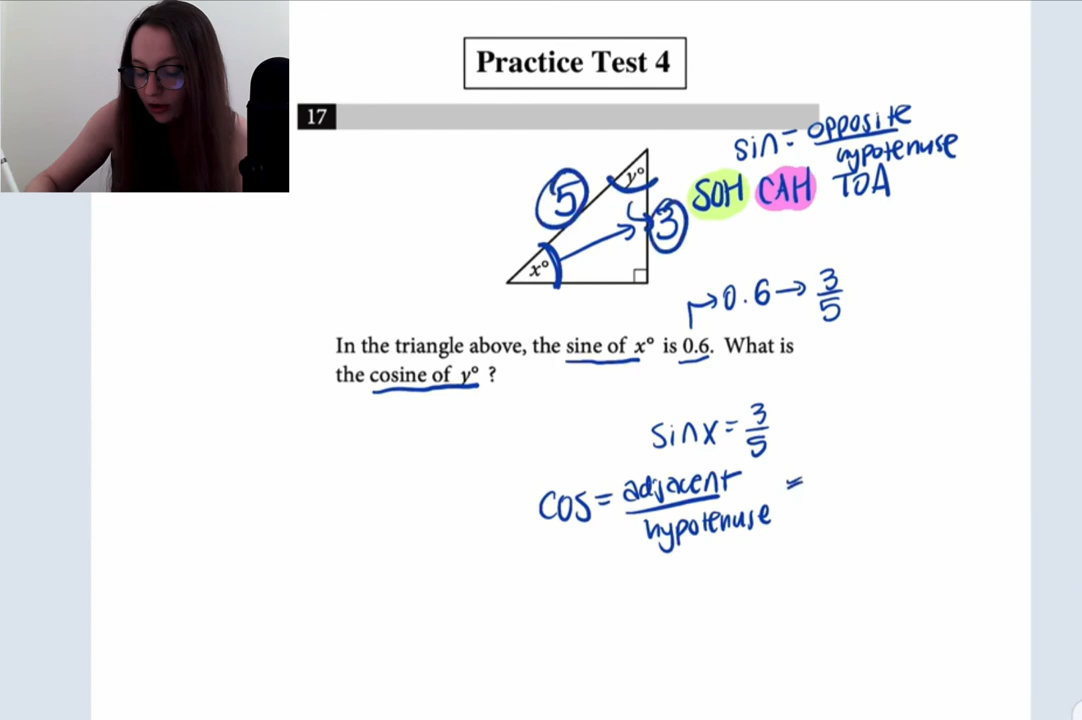 Practice Test 4
17
sin = opposite
hypotenuse
SOH CAH TOA
y°
5
3
x°
0.6 → 3
5
In the triangle above, the sine of x° is 0.6. What is
the cosine of y° ?
sinx = 3
5
COS = adjacent =
hypotenuse